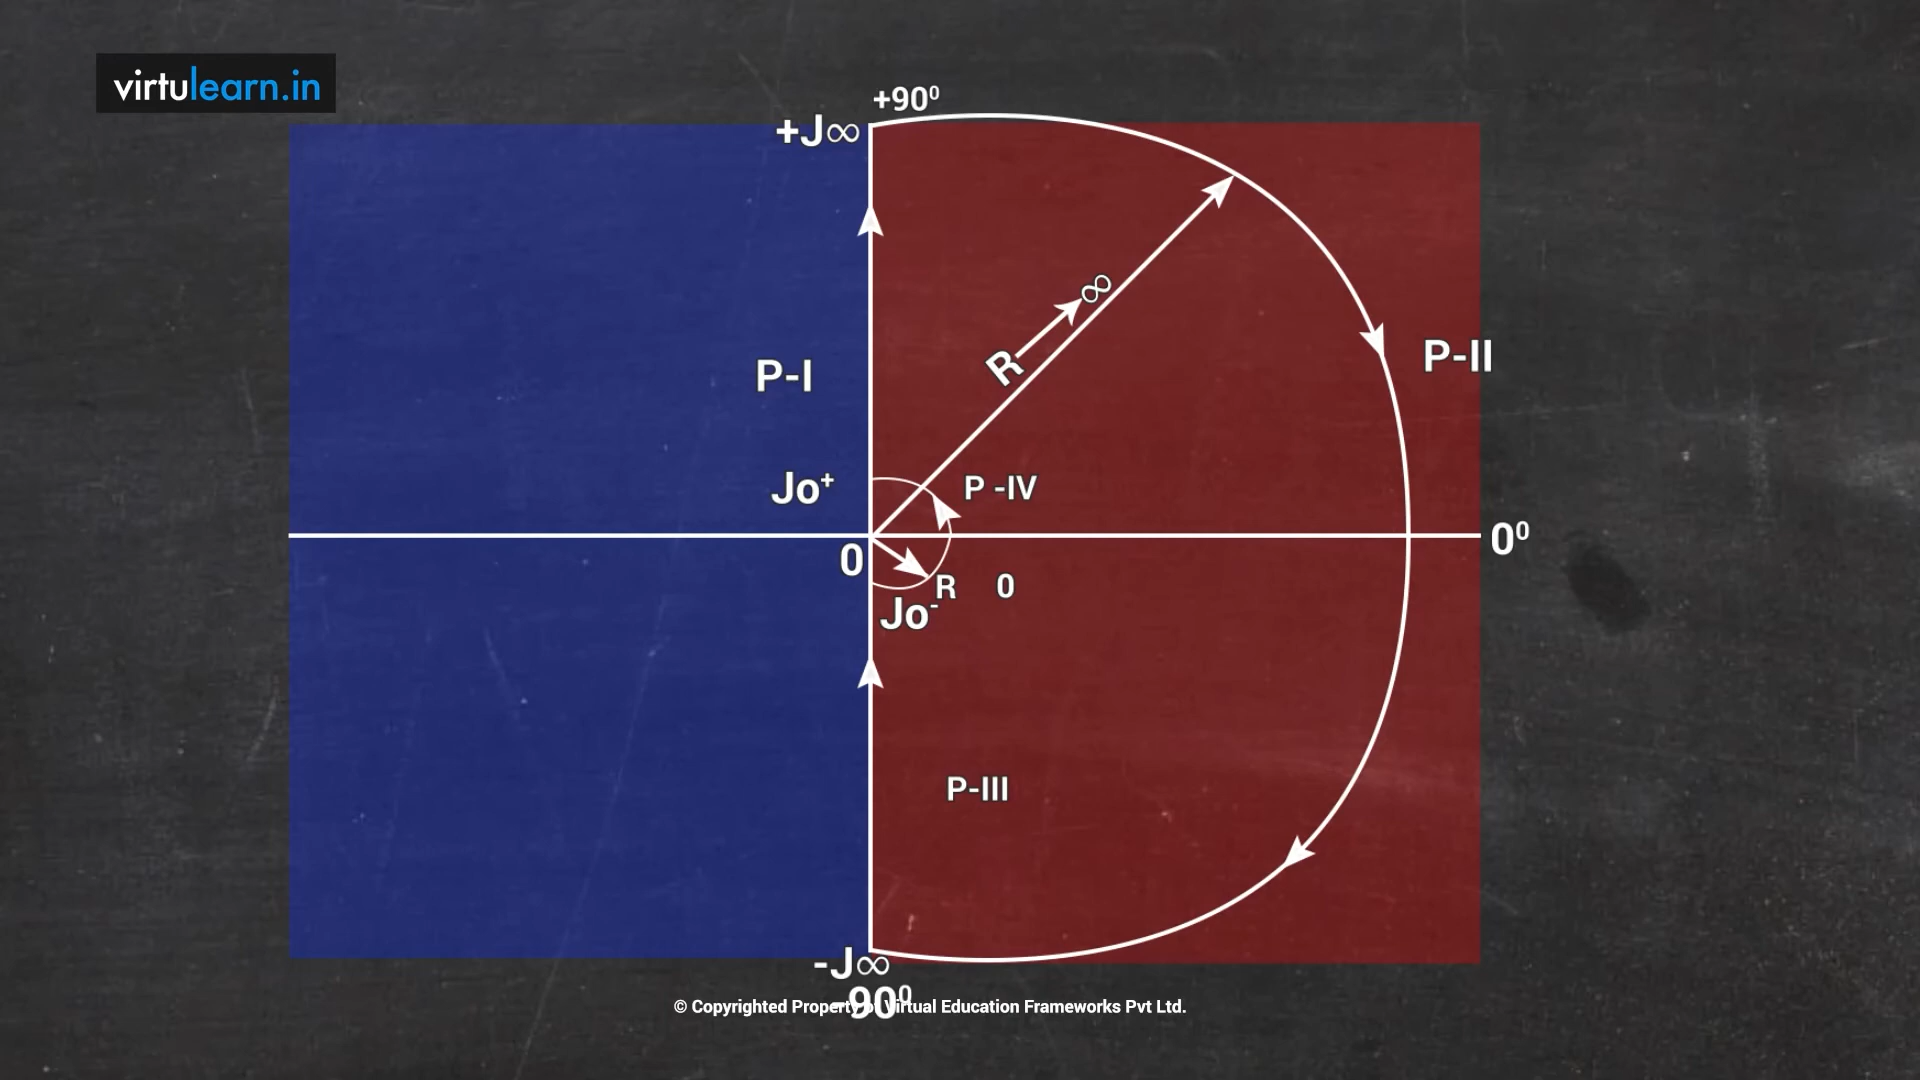 virtulearn.in
+90⁰
+J∞
R→∞
P-II
P-I
Jo⁺
P -IV
0⁰
0
R 0
Jo⁻
P-III
-J∞
-90⁰
© Copyrighted Property of Virtual Education Frameworks Pvt Ltd.